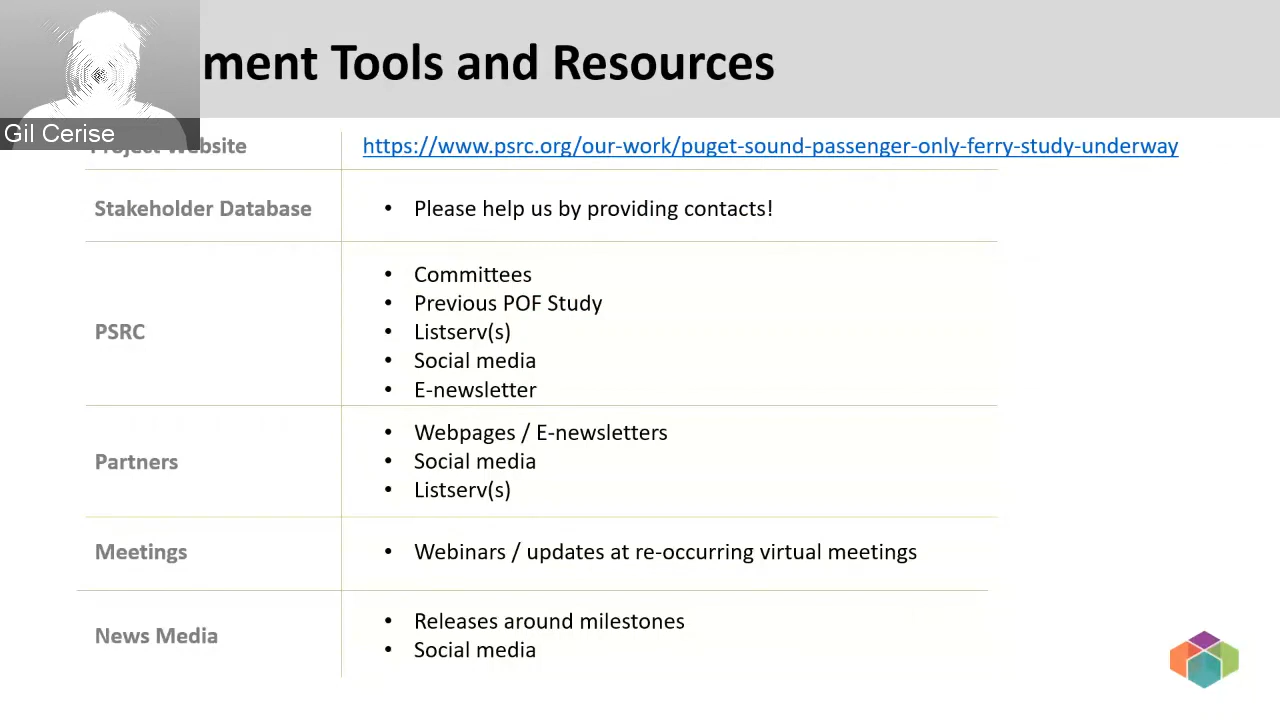 ment Tools and Resources
Gil Cerise
Project Website
https://www.psrc.org/our-work/puget-sound-passenger-only-ferry-study-underway
Stakeholder Database
• Please help us by providing contacts!
PSRC
• Committees
• Previous POF Study
• Listserv(s)
• Social media
• E-newsletter
Partners
• Webpages / E-newsletters
• Social media
• Listserv(s)
Meetings
• Webinars / updates at re-occurring virtual meetings
News Media
• Releases around milestones
• Social media